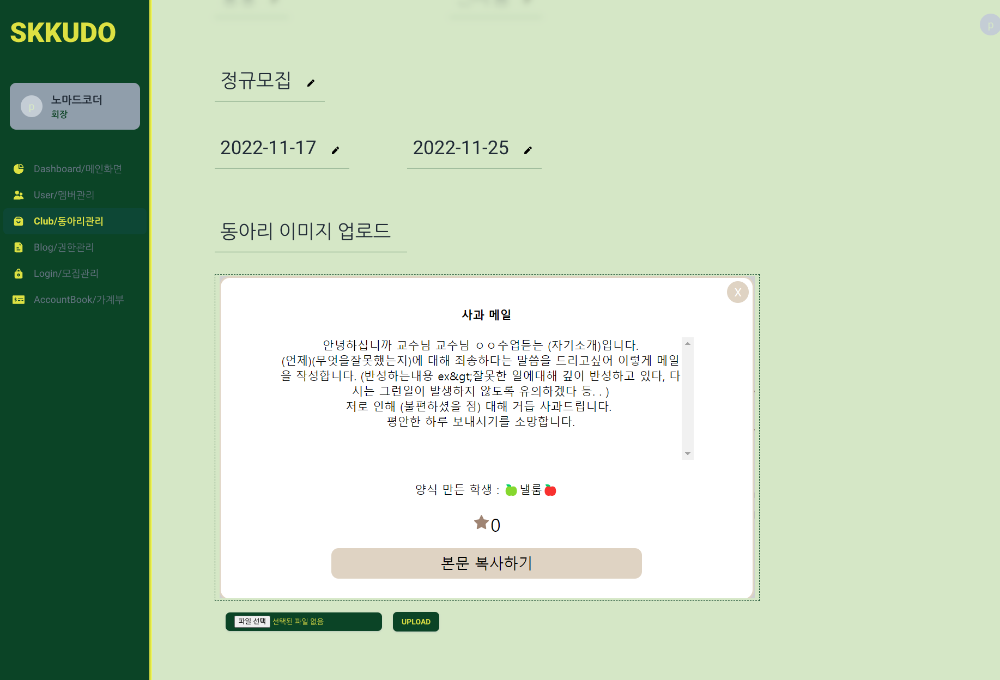 SKKUDO
p
노마드코더
회장
Dashboard/메인화면
User/멤버관리
Club/동아리관리
Blog/권한관리
Login/모집관리
AccountBook/가계부
p
정규모집
2022-11-17
2022-11-25
동아리 이미지 업로드
X
사과 메일
안녕하십니까 교수님 교수님 ㅇㅇ수업듣는 (자기소개)입니다.
(언제)(무엇을잘못했는지)에 대해 죄송하다는 말씀을 드리고싶어 이렇게 메일
을 작성합니다. (반성하는내용 ex&gt;잘못한 일에대해 깊이 반성하고 있다, 다
시는 그런일이 발생하지 않도록 유의하겠다 등. . )
저로 인해 (불편하셨을 점) 대해 거듭 사과드립니다.
평안한 하루 보내시기를 소망합니다.
양식 만든 학생 : 🍏낼룸🍎
0
본문 복사하기
파일 선택 선택된 파일 없음
UPLOAD